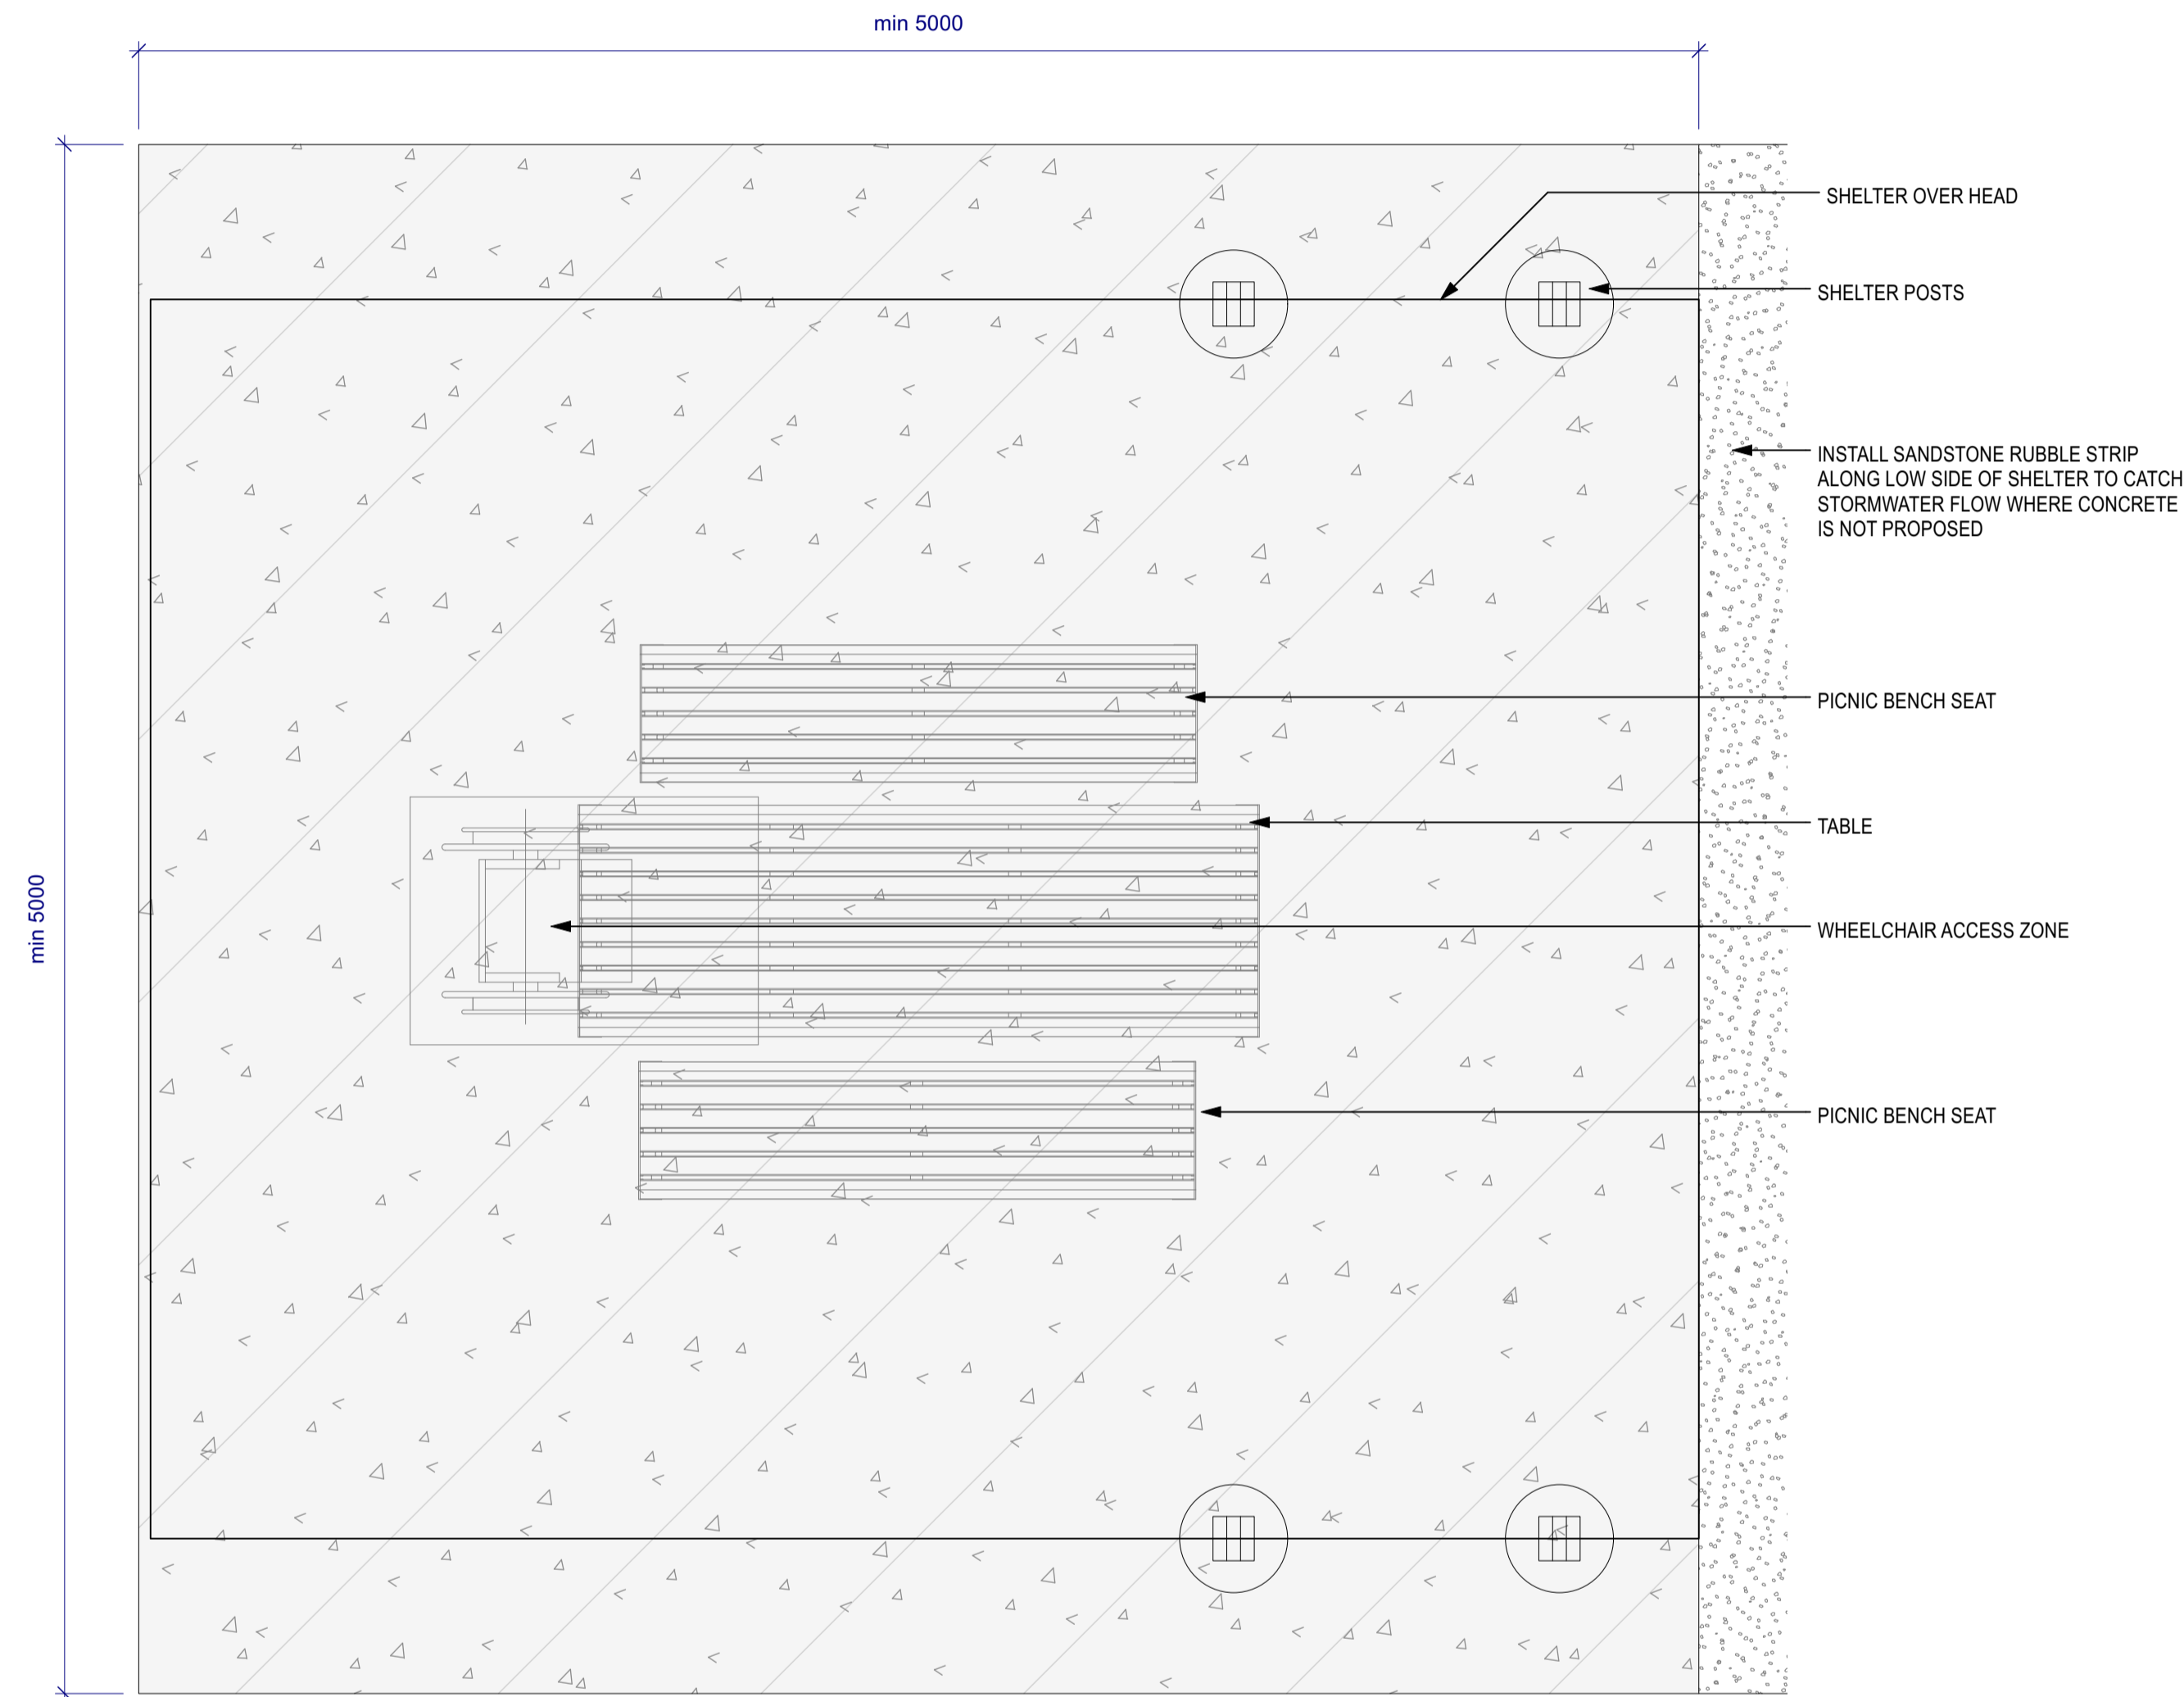 min 5000
SHELTER OVER HEAD
SHELTER POSTS
INSTALL SANDSTONE RUBBLE STRIP
ALONG LOW SIDE OF SHELTER TO CATCH
STORMWATER FLOW WHERE CONCRETE
IS NOT PROPOSED
PICNIC BENCH SEAT
TABLE
min 5000
WHEELCHAIR ACCESS ZONE
PICNIC BENCH SEAT